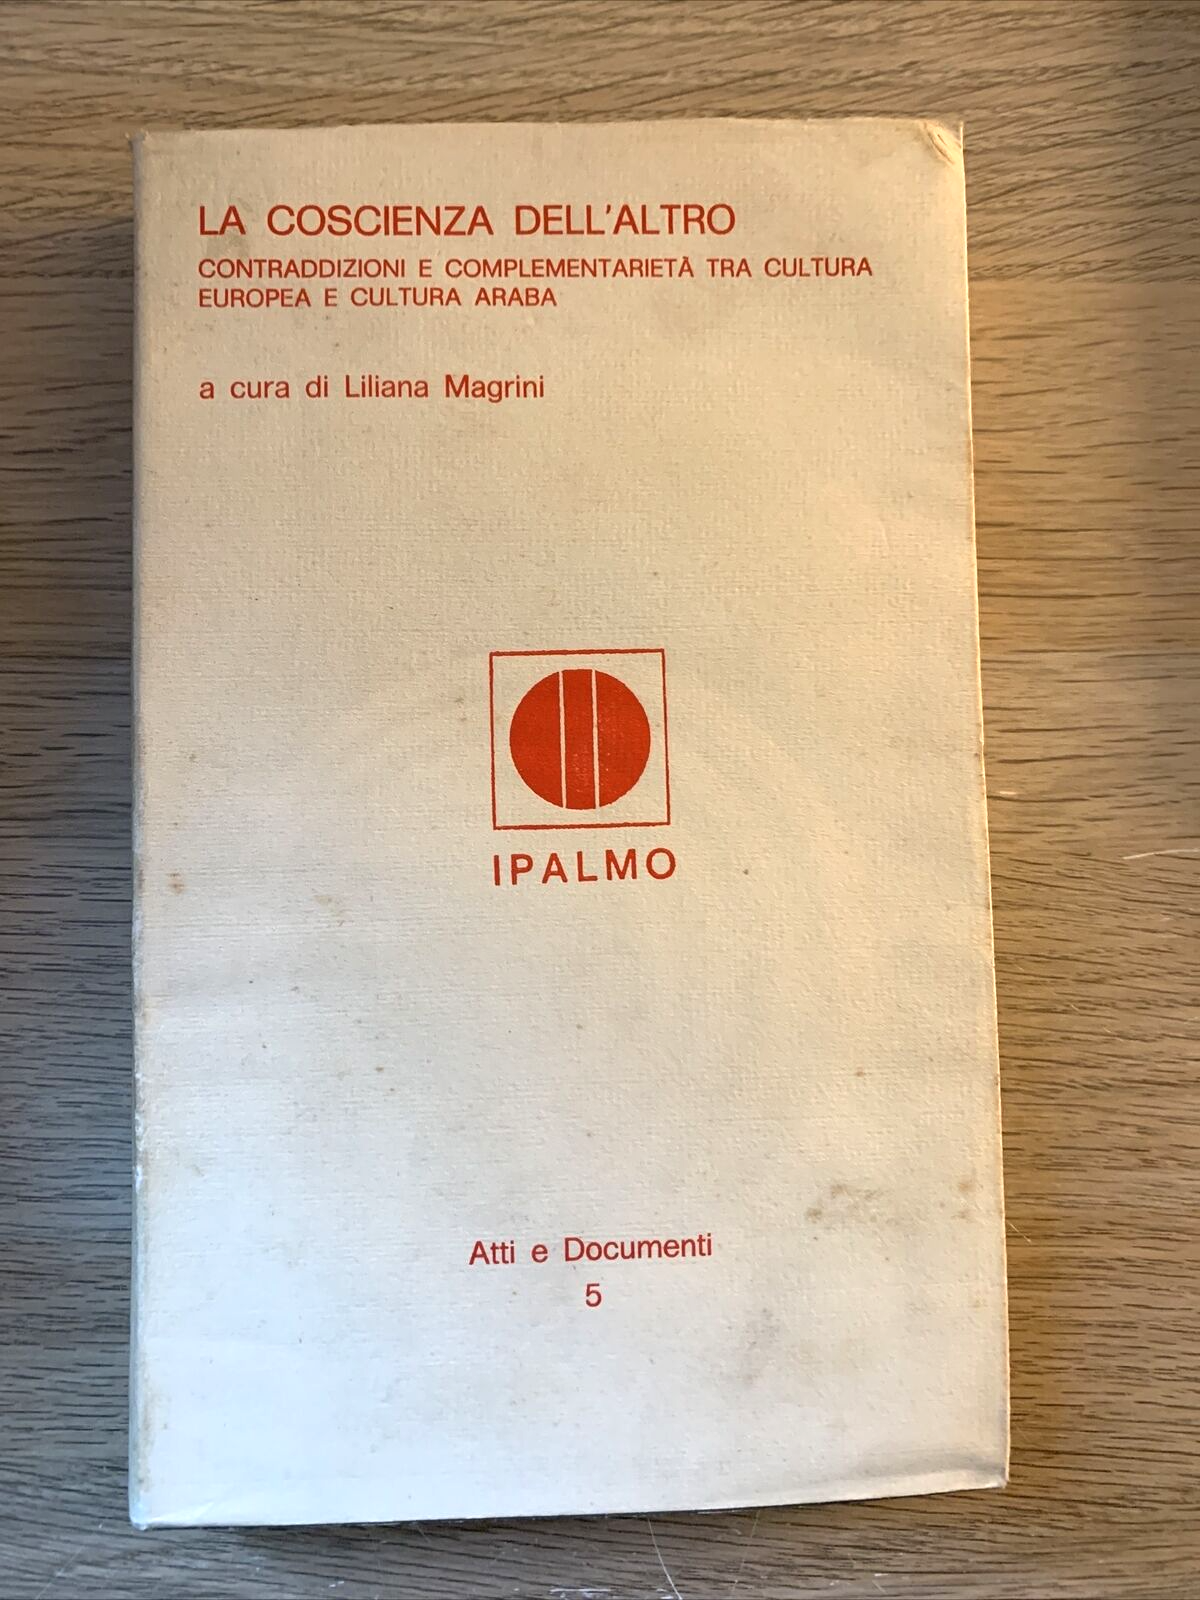 LA COSCIENZA DELL'ALTRO
CONTRADDIZIONI E COMPLEMENTARIETÀ TRA CULTURA
EUROPEA E CULTURA ARABA
a cura di Liliana Magrini
IPALMO
Atti e Documenti
5